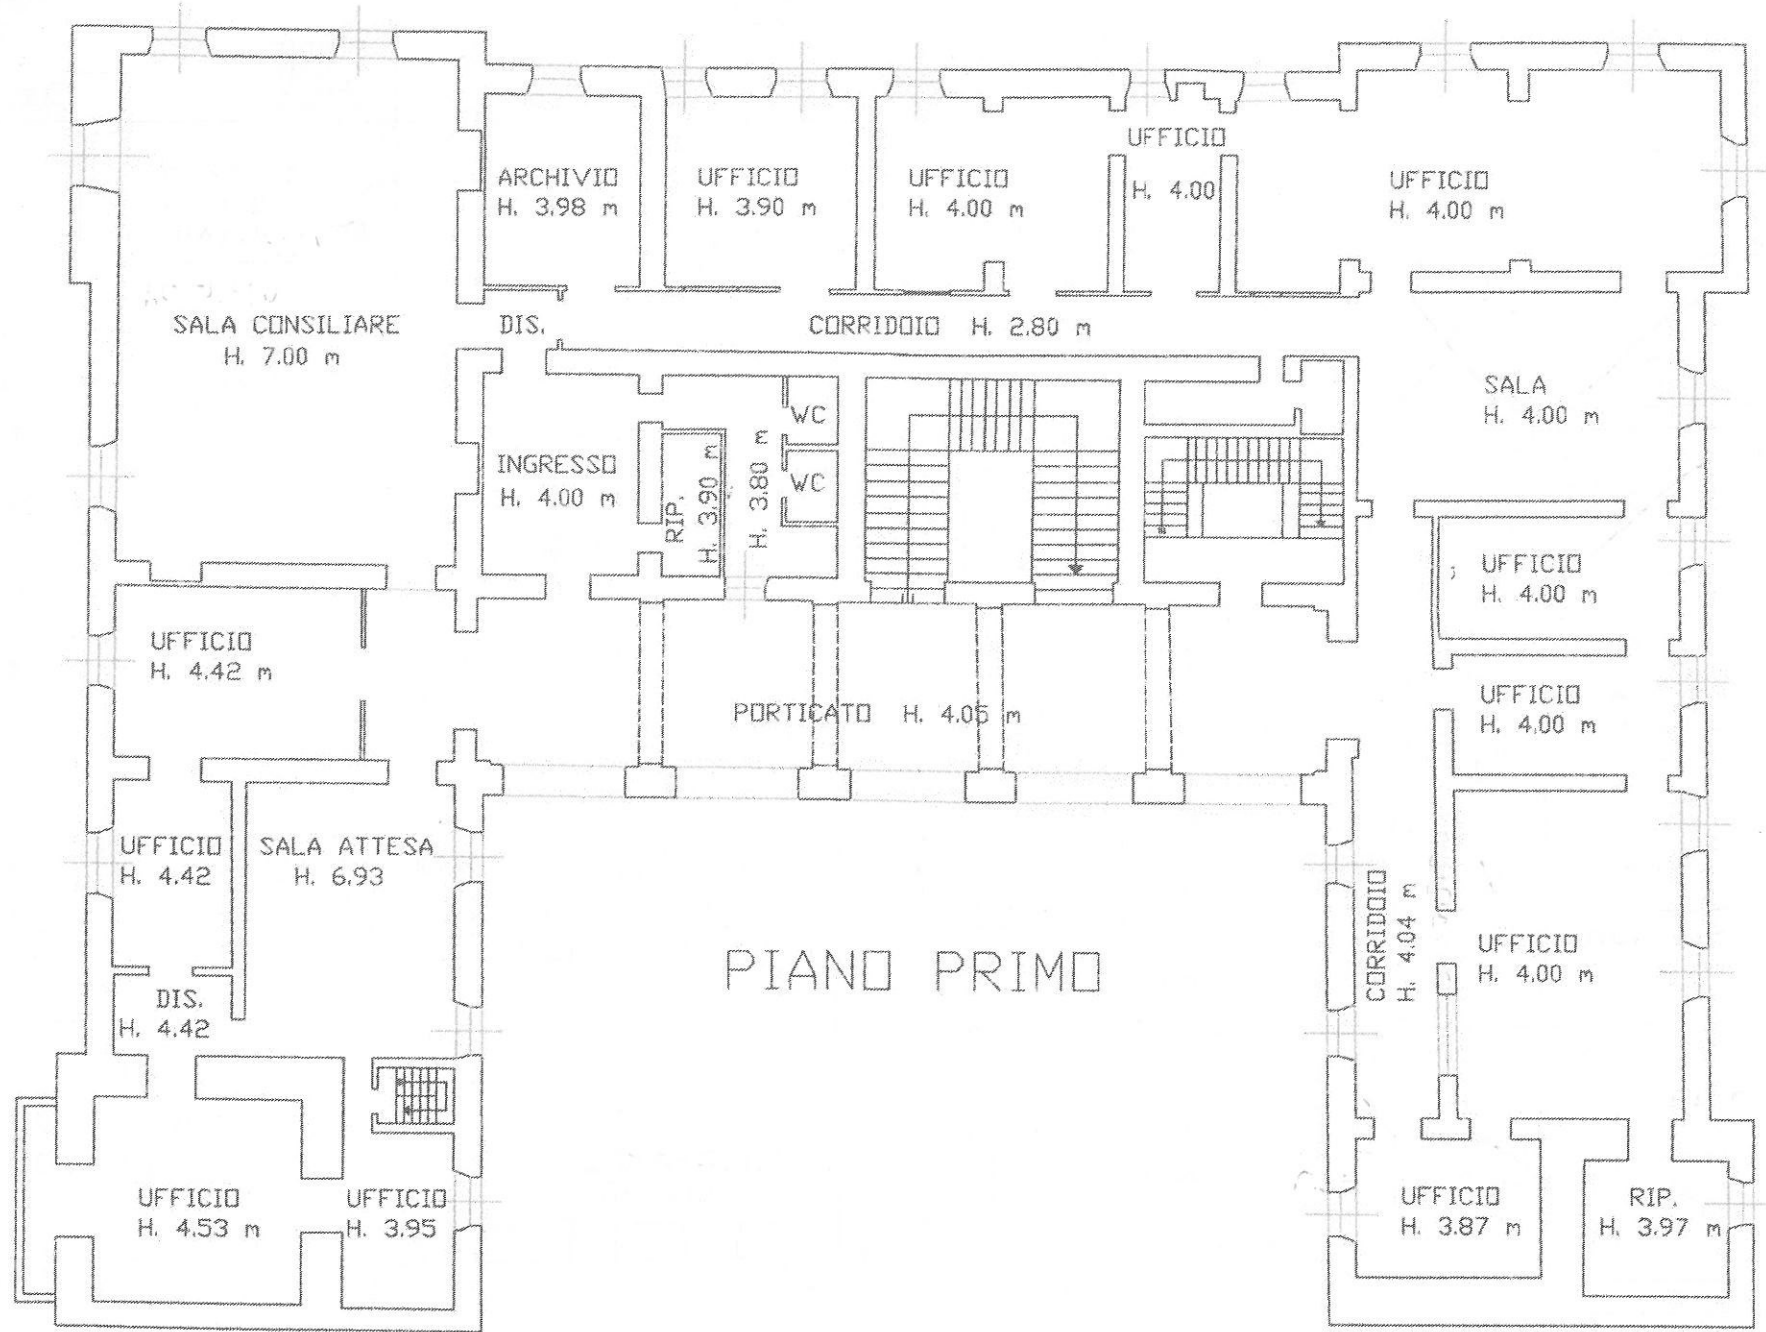 UFFICIO
ARCHIVIO
H. 3.98 m
UFFICIO
H. 3.90 m
UFFICIO
H. 4.00 m
H. 4.00
UFFICIO
H. 4.00 m
SALA CONSILIARE
H. 7.00 m
DIS.
CORRIDOIO H. 2.80 m
SALA
H. 4.00 m
WC
INGRESSO
H. 4.00 m
RIP.
H. 3.90 m
H. 3.80 m
WC
UFFICIO
H. 4.00 m
UFFICIO
H. 4.42 m
PORTICATO H. 4.05 m
UFFICIO
H. 4.00 m
UFFICIO
H. 4.42
SALA ATTESA
H. 6.93
PIANO PRIMO
CORRIDOIO
H. 4.04 m
UFFICIO
H. 4.00 m
DIS.
H. 4.42
UFFICIO
H. 4.53 m
UFFICIO
H. 3.95
UFFICIO
H. 3.87 m
RIP.
H. 3.97 m